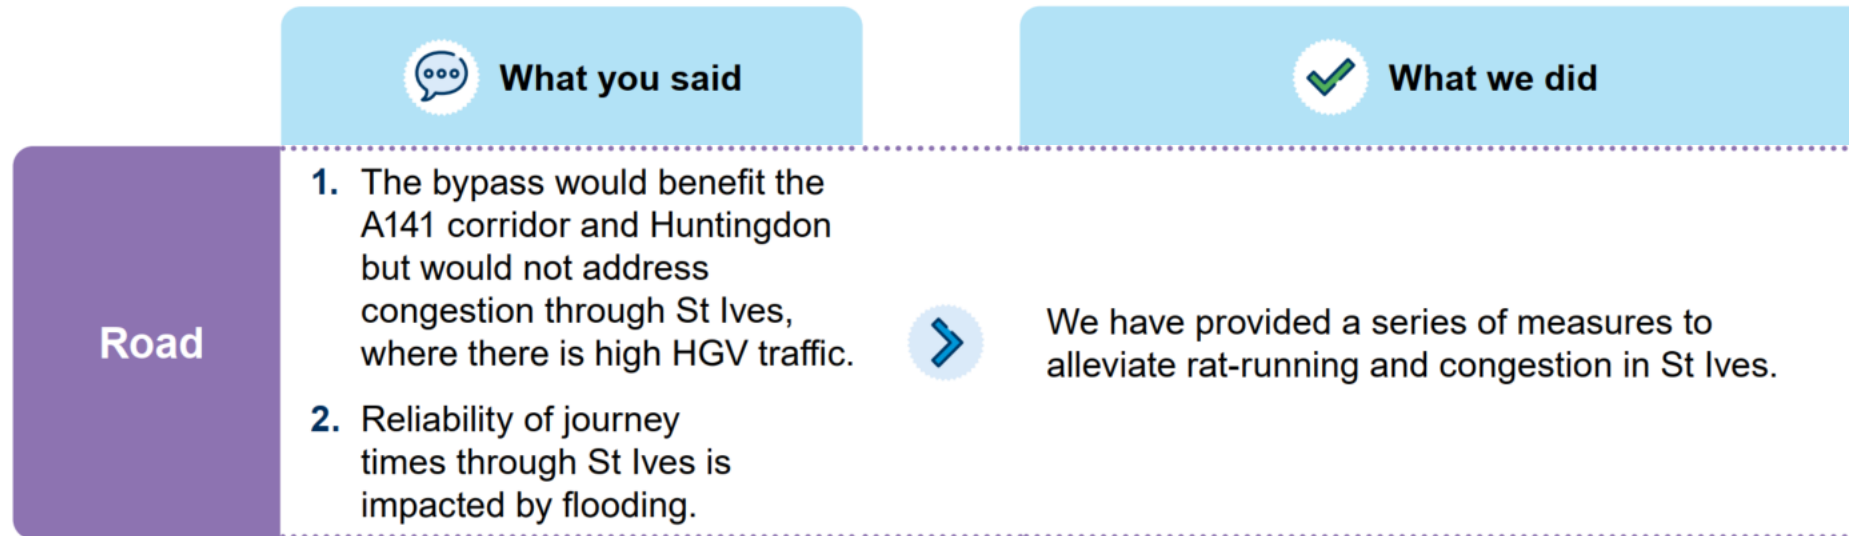 What you said
What we did
Road
1. The bypass would benefit the
A141 corridor and Huntingdon
but would not address
congestion through St Ives,
where there is high HGV traffic.
2. Reliability of journey
times through St Ives is
impacted by flooding.
We have provided a series of measures to
alleviate rat-running and congestion in St Ives.